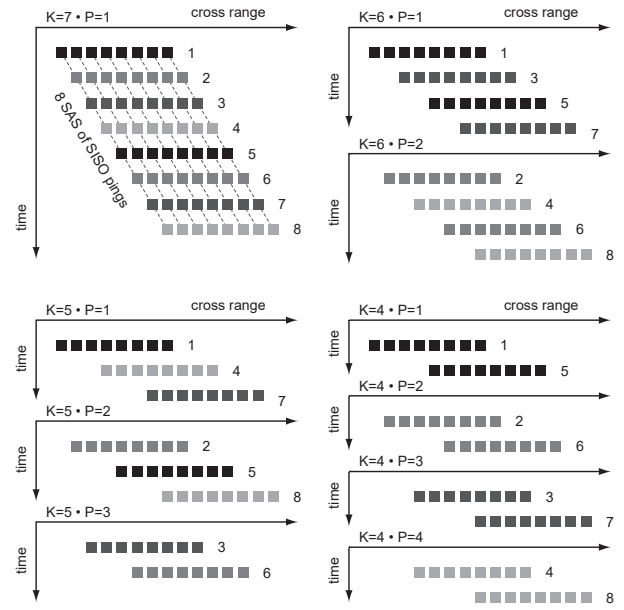 K=7 • P=1
cross range
1
2
3
4
5
6
7
8
8 SAS of SISO pings
time
K=6 • P=1
cross range
1
3
5
7
time
K=6 • P=2
2
4
6
8
time
K=5 • P=1
cross range
1
4
7
time
K=5 • P=2
2
5
8
time
K=5 • P=3
3
6
time
K=4 • P=1
cross range
1
5
time
K=4 • P=2
2
6
time
K=4 • P=3
3
7
time
K=4 • P=4
4
8
time